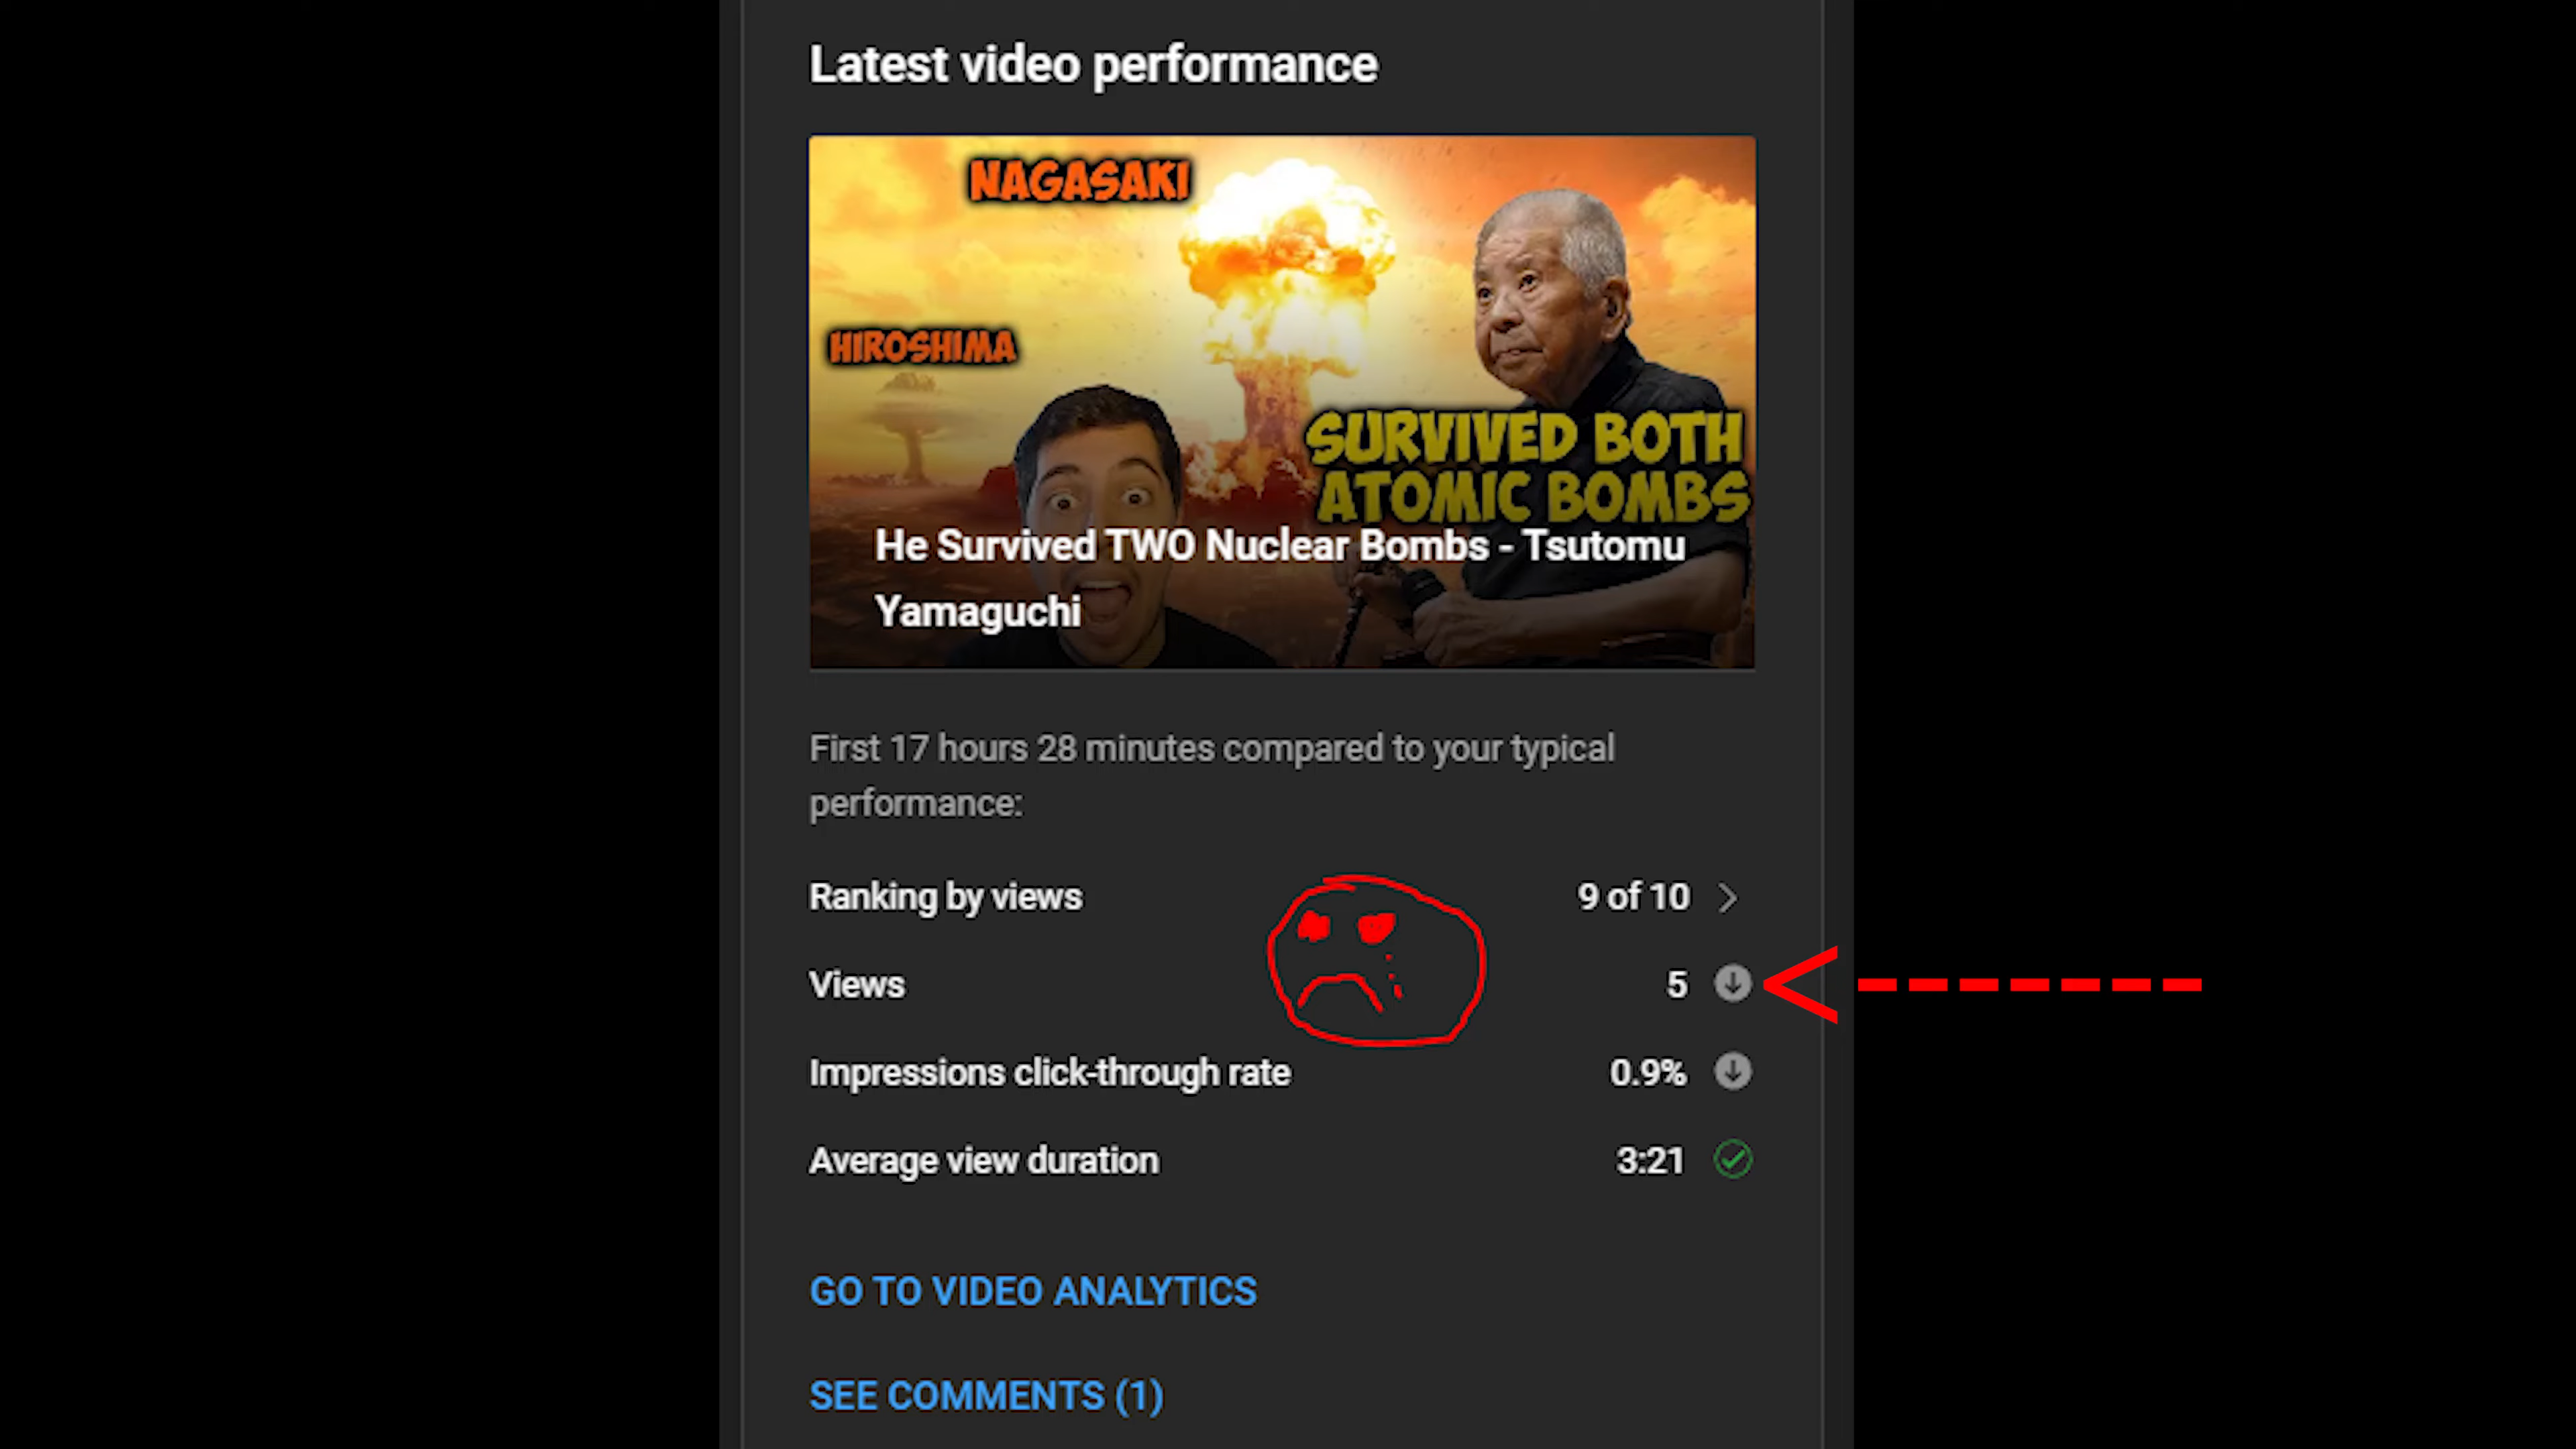 Latest video performance
NAGASAKI
HIROSHIMA
SURVIVED BOTH
ATOMIC BOMBS
He Survived TWO Nuclear Bombs - Tsutomu
Yamaguchi
First 17 hours 28 minutes compared to your typical
performance:
Ranking by views 9 of 10
Views 5
Impressions click-through rate 0.9%
Average view duration 3:21
GO TO VIDEO ANALYTICS
SEE COMMENTS (1)